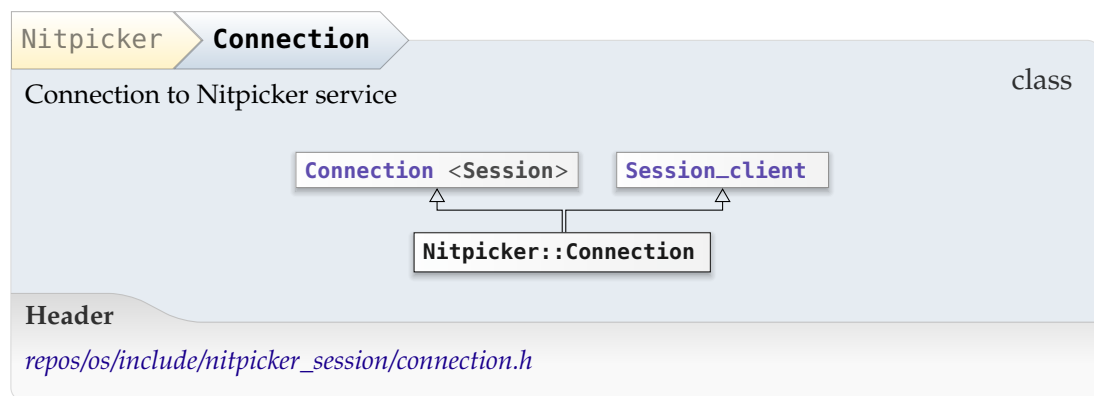 Nitpicker Connection
class
Connection to Nitpicker service
Connection <Session> Session_client
Nitpicker::Connection
Header
repos/os/include/nitpicker_session/connection.h